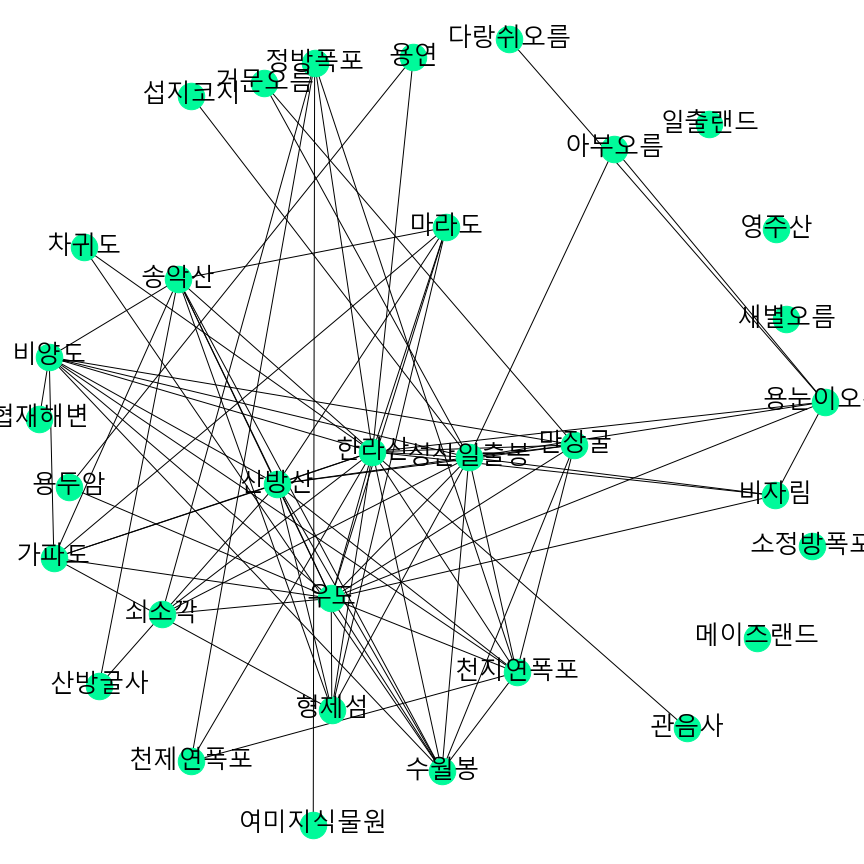 다랑쉬오름
용연
정방폭포
거문오름
섭지코지
일출랜드
아부오름
마라도
영주산
차귀도
송악산
새별오름
비양도
용눈이오
협재해변
한라산
성산일출봉
만장굴
용두암
산방산
비자림
가파도
소정방폭포
우도
쇠소깍
메이즈랜드
천지연폭포
산방굴사
형제섬
관음사
천제연폭포
수월봉
여미지식물원